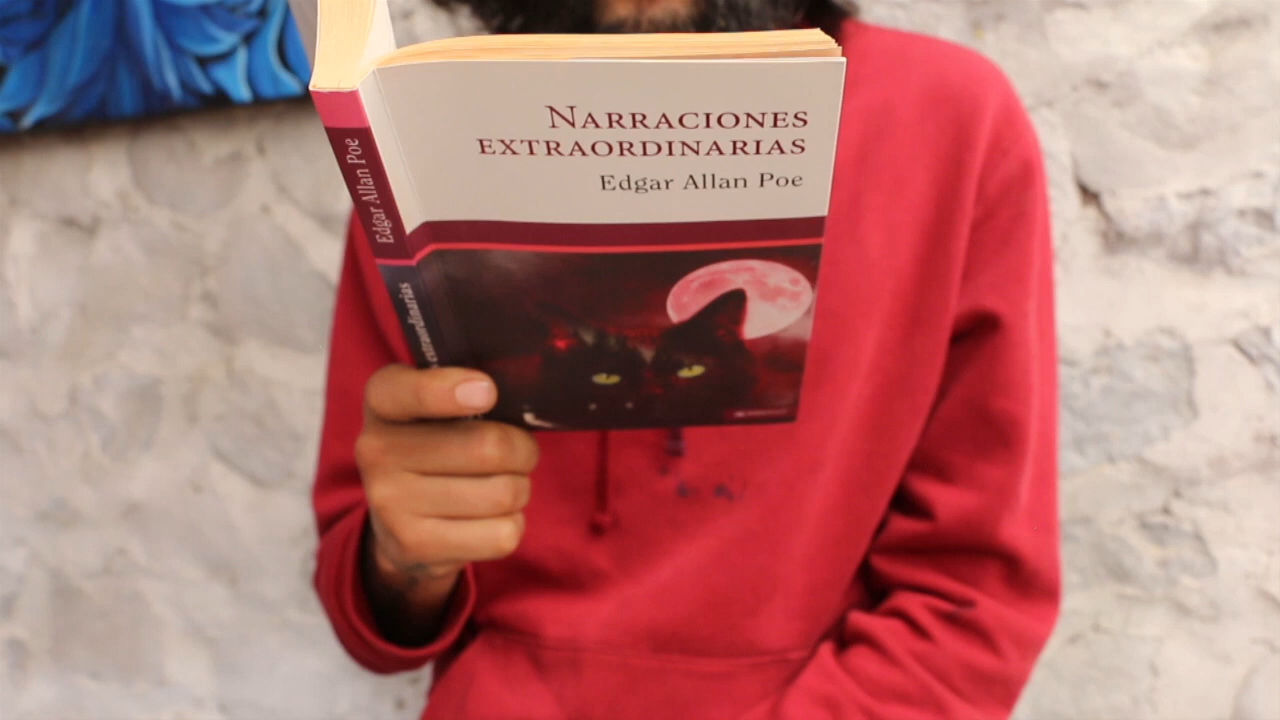 NARRACIONES
EXTRAORDINARIAS
Edgar Allan Poe
Edgar Allan Poe
extraordinarias